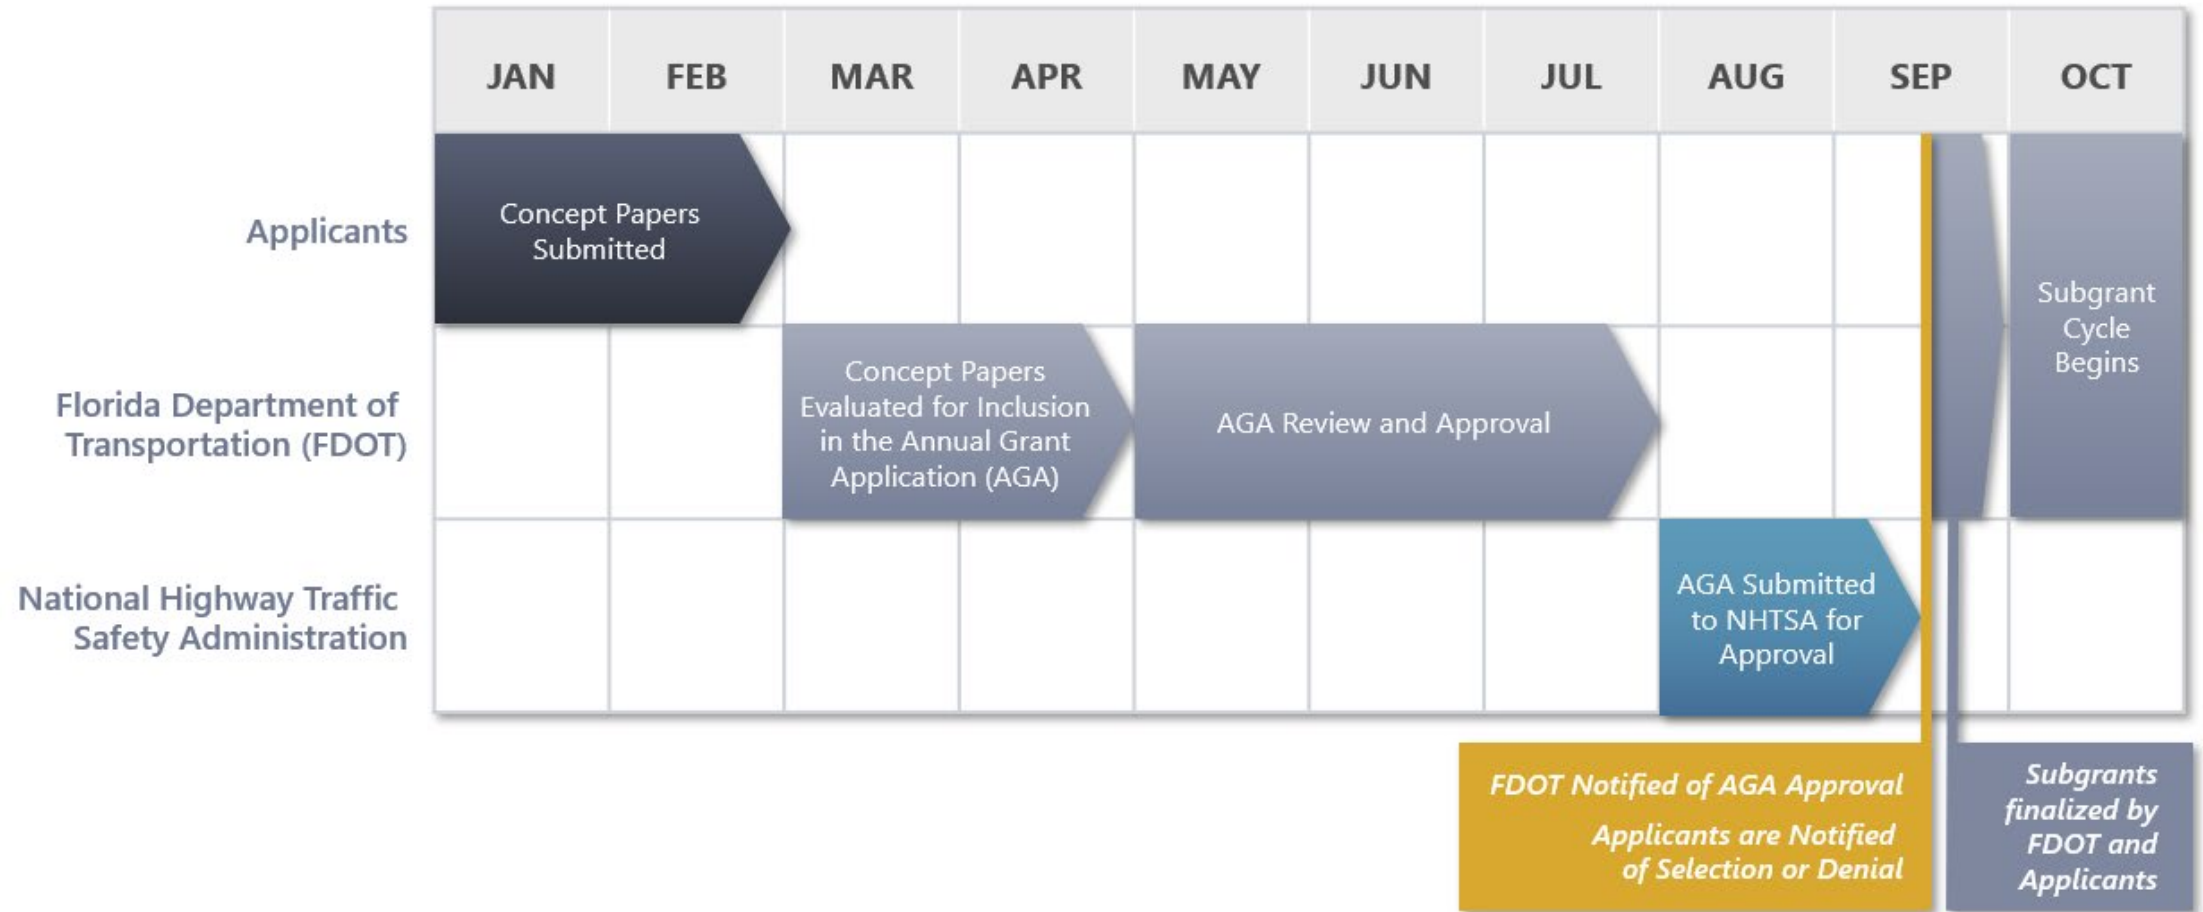 JAN FEB MAR APR MAY JUN JUL AUG SEP OCT
Applicants
Concept Papers
Submitted
Subgrant
Cycle
Begins
Florida Department of
Transportation (FDOT)
Concept Papers
Evaluated for Inclusion
in the Annual Grant
Application (AGA)
AGA Review and Approval
National Highway Traffic
Safety Administration
AGA Submitted
to NHTSA for
Approval
FDOT Notified of AGA Approval
Applicants are Notified
of Selection or Denial
Subgrants
finalized by
FDOT and
Applicants